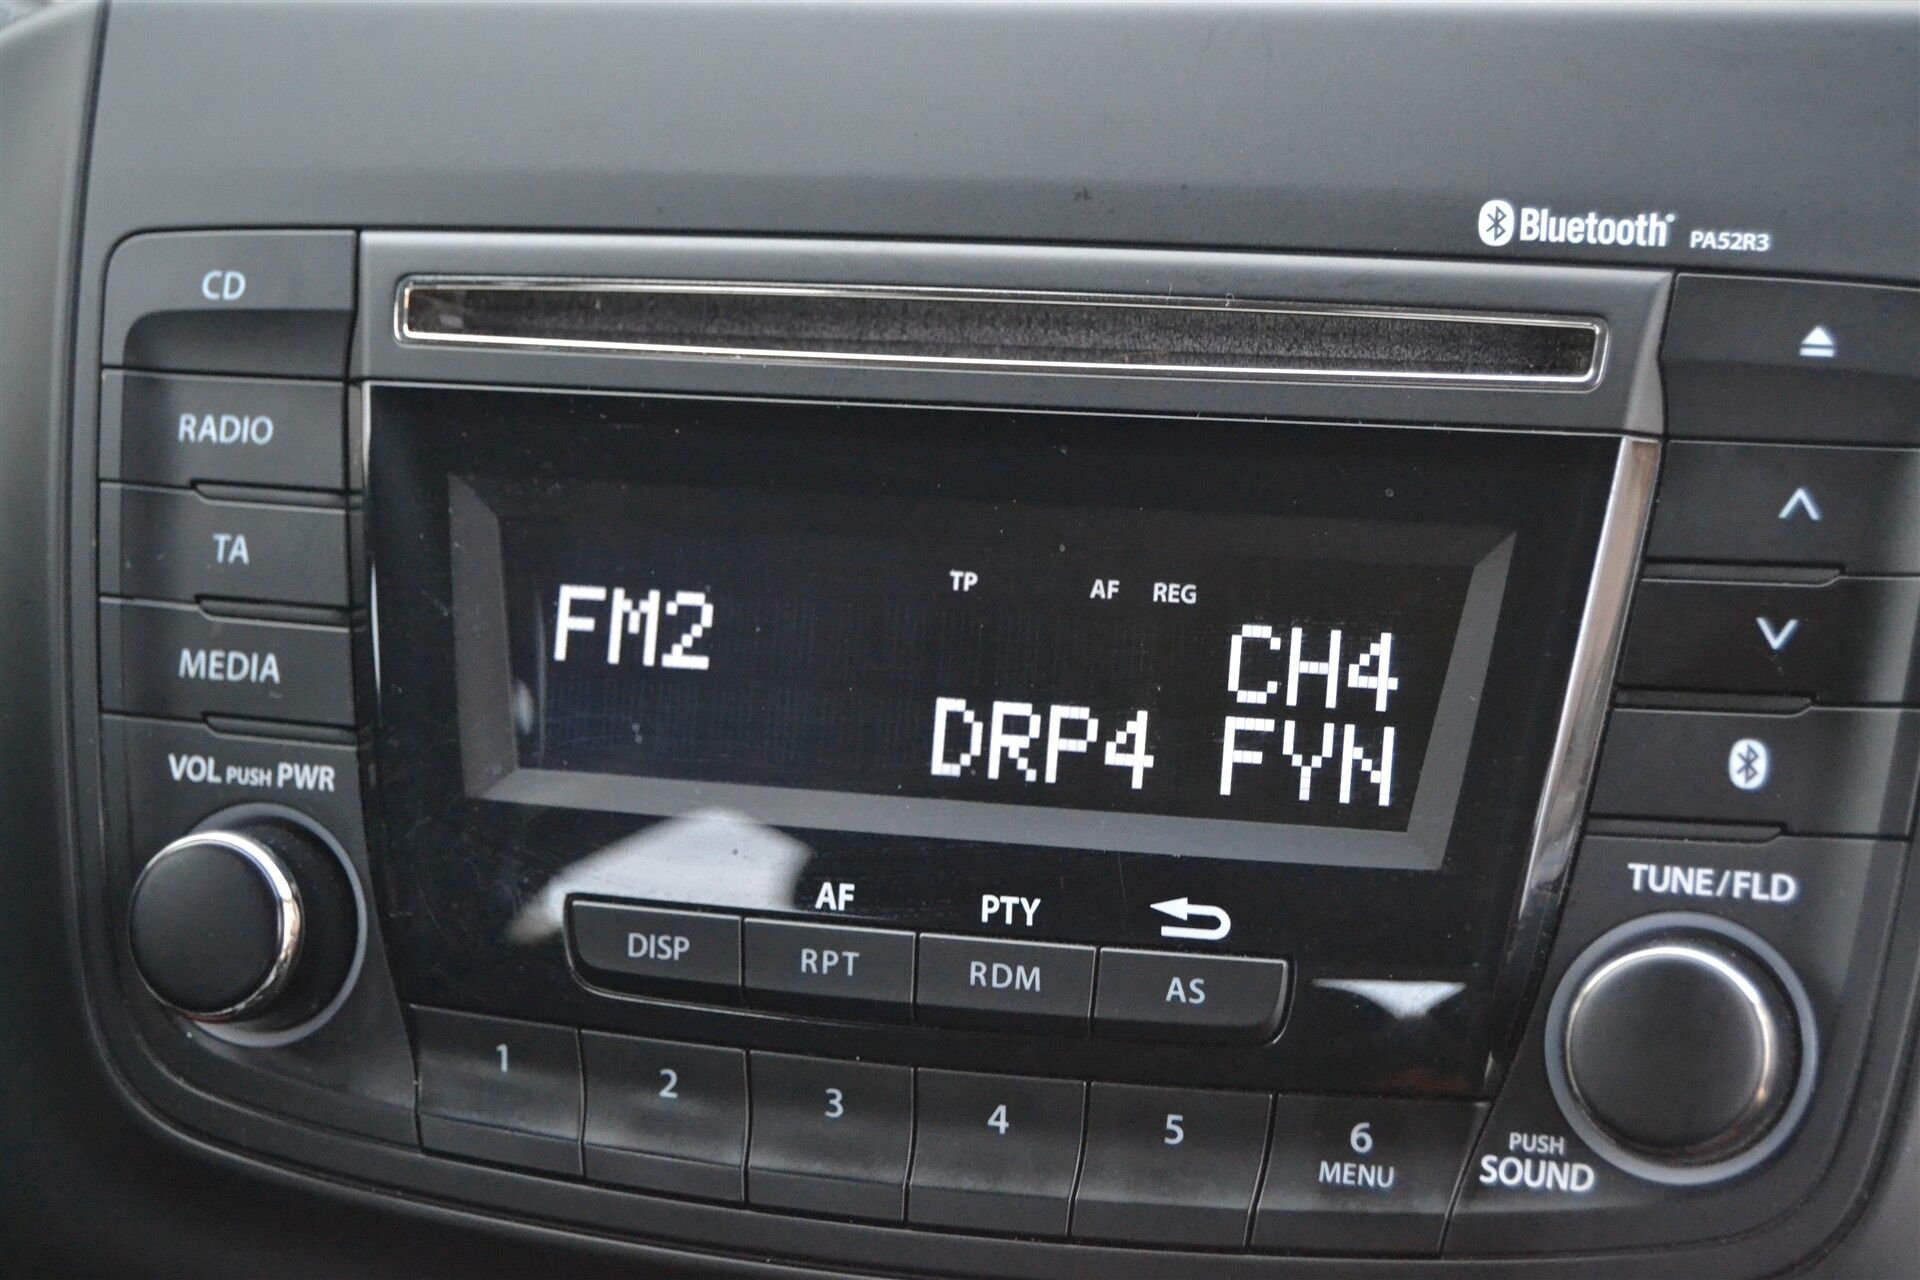 Bluetooth PA52R3
CD
RADIO
TA
MEDIA
VOL PUSH PWR
TP AF REG
FM2
CH4
DRP4 FYN
AF PTY
DISP RPT RDM AS
1 2 3 4 5 6
MENU
TUNE/FLD
PUSH
SOUND